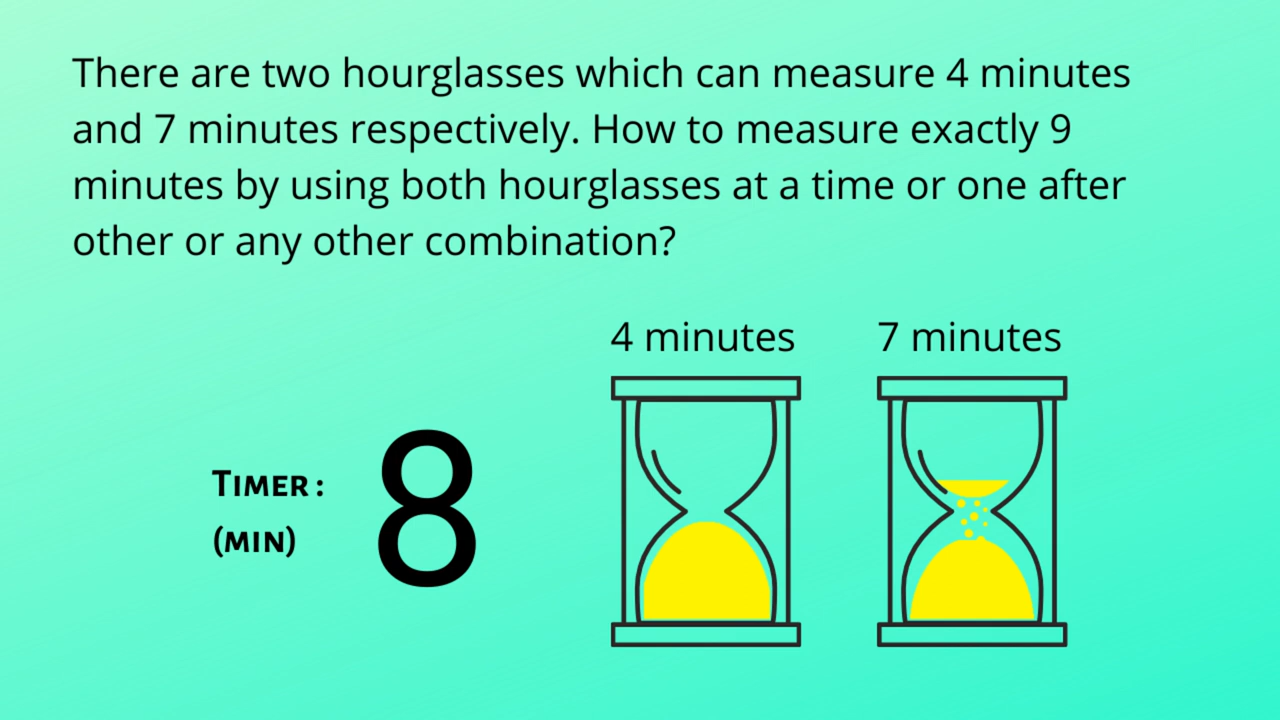 There are two hourglasses which can measure 4 minutes
and 7 minutes respectively. How to measure exactly 9
minutes by using both hourglasses at a time or one after
other or any other combination?
4 minutes 7 minutes
Timer :
(min)
8